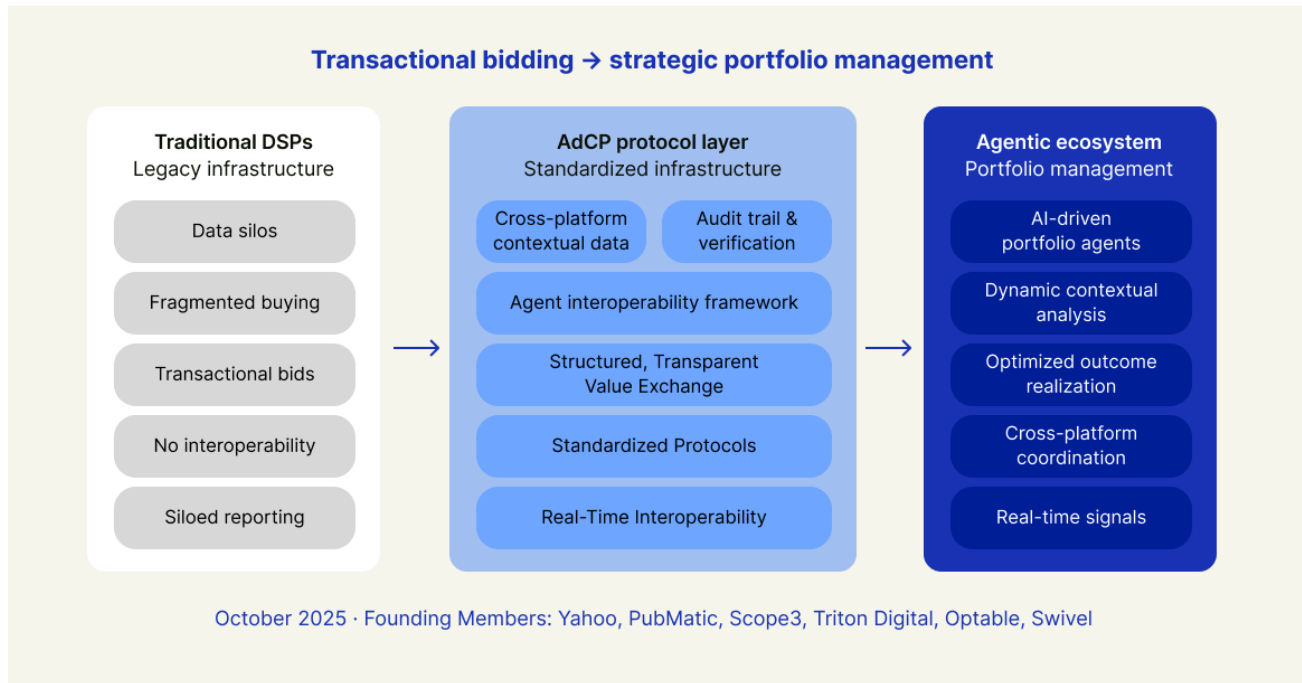 Transactional bidding → strategic portfolio management
Traditional DSPs
Legacy infrastructure
Data silos
Fragmented buying
Transactional bids
No interoperability
Siloed reporting
AdCP protocol layer
Standardized infrastructure
Cross-platform
contextual data
Audit trail &
verification
Agent interoperability framework
Structured, Transparent
Value Exchange
Standardized Protocols
Real-Time Interoperability
Agentic ecosystem
Portfolio management
AI-driven
portfolio agents
Dynamic contextual
analysis
Optimized outcome
realization
Cross-platform
coordination
Real-time signals
October 2025 · Founding Members: Yahoo, PubMatic, Scope3, Triton Digital, Optable, Swivel